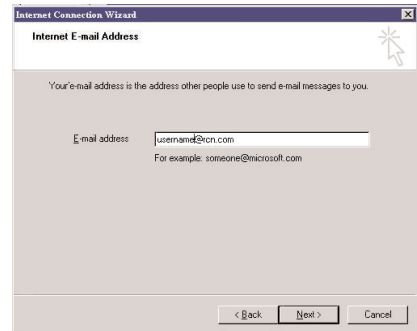 Internet Connection Wizard
Internet E-mail Address
Your e-mail address is the address other people use to send e-mail messages to you.
E-mail address
username@rcn.com
For example: someone@microsoft.com
< Back
Next >
Cancel